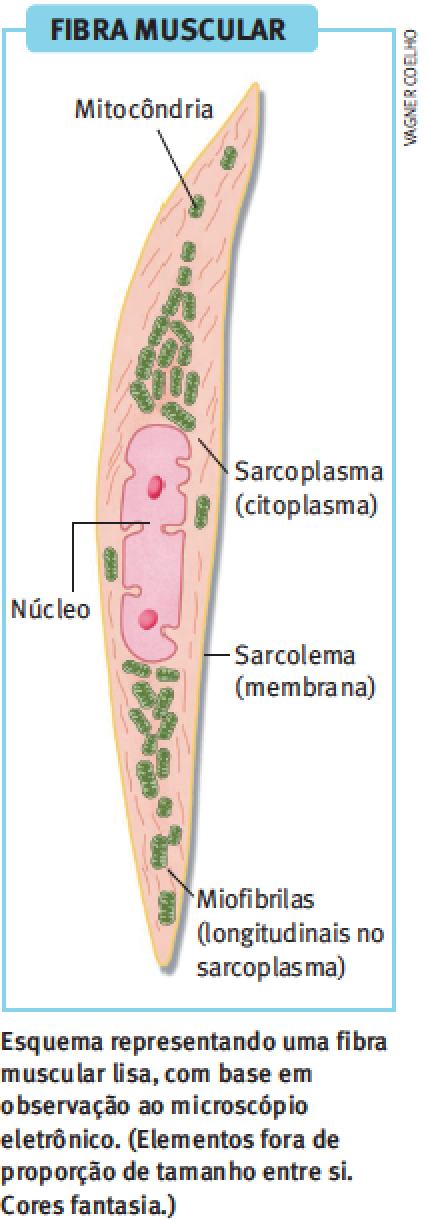 FIBRA MUSCULAR
VAGNER COELHO
Mitocôndria
Sarcoplasma
(citoplasma)
Núcleo
Sarcolema
(membrana)
Miofibrilas
(longitudinais no
sarcoplasma)
Esquema representando uma fibra
muscular lisa, com base em
observação ao microscópio
eletrônico. (Elementos fora de
proporção de tamanho entre si.
Cores fantasia.)